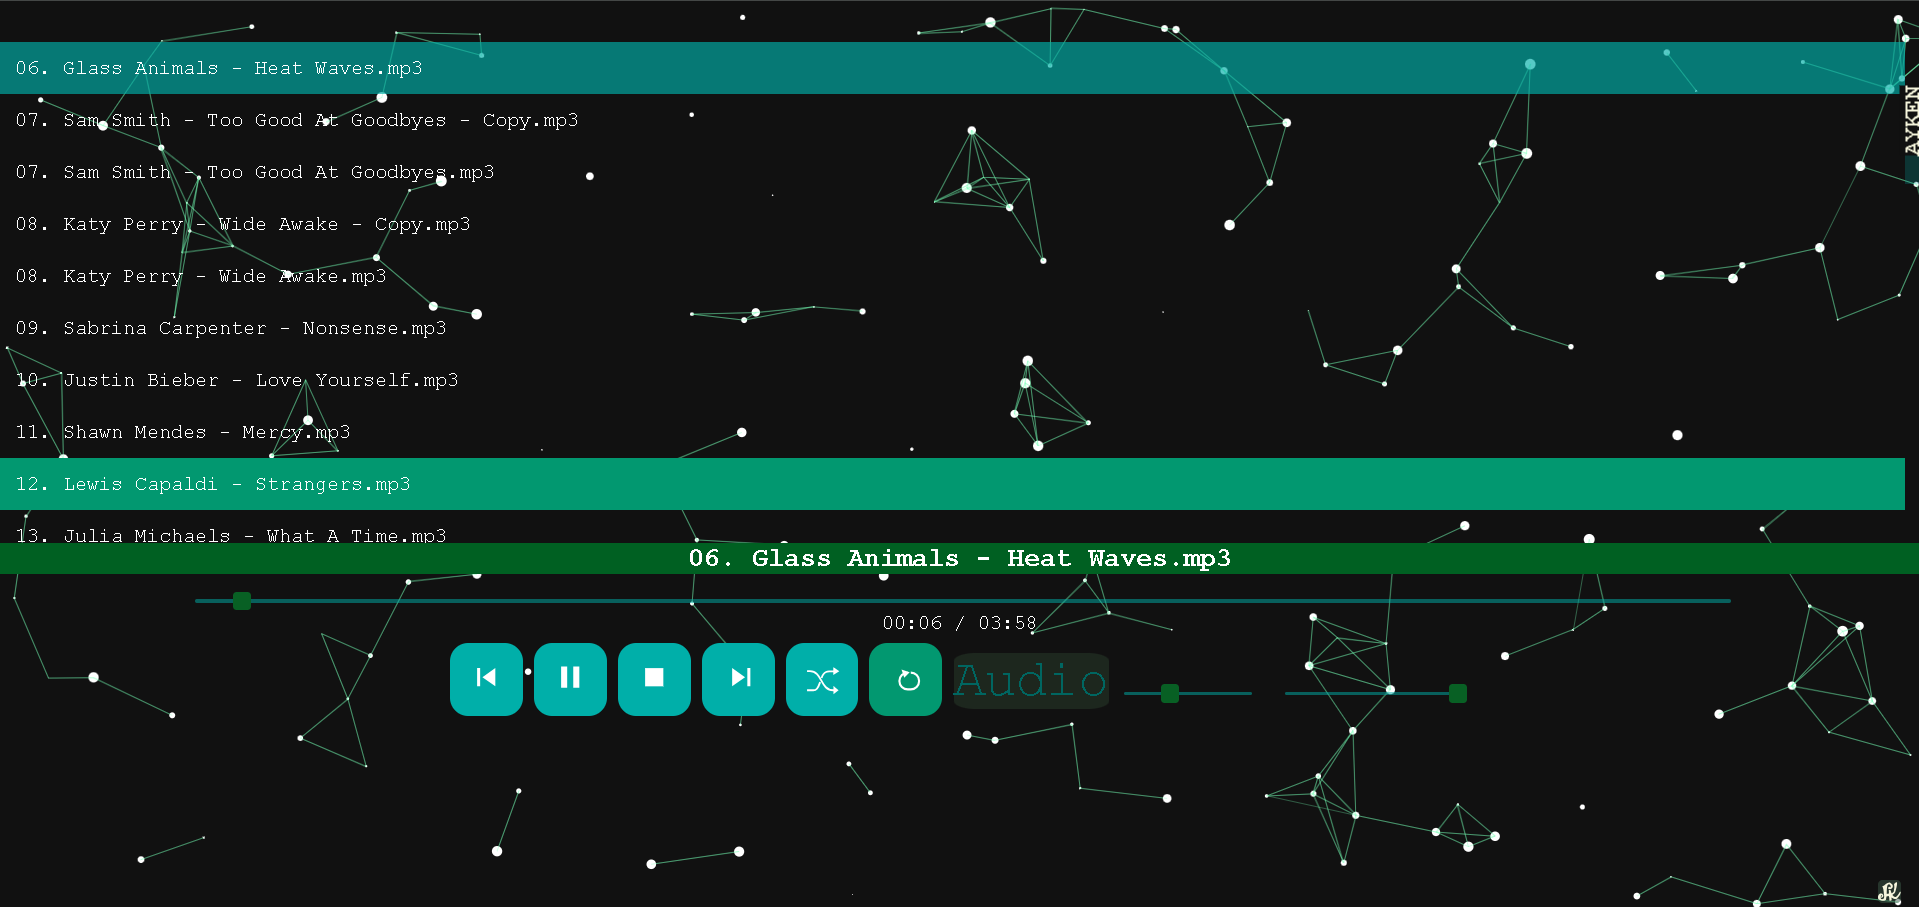 06. Glass Animals - Heat Waves.mp3
07. Sam Smith - Too Good At Goodbyes - Copy.mp3
07. Sam Smith - Too Good At Goodbyes.mp3
08. Katy Perry - Wide Awake - Copy.mp3
08. Katy Perry - Wide Awake.mp3
09. Sabrina Carpenter - Nonsense.mp3
10. Justin Bieber - Love Yourself.mp3
11. Shawn Mendes - Mercy.mp3
12. Lewis Capaldi - Strangers.mp3
13. Julia Michaels - What A Time.mp3
AYKEN
06. Glass Animals - Heat Waves.mp3
00:06 / 03:58
Audio